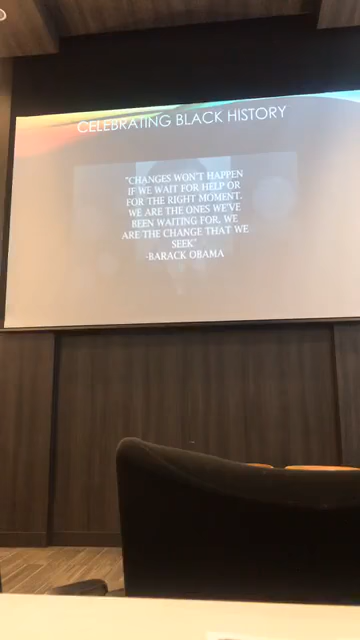 CELEBRATING BLACK HISTORY
"CHANGES WON'T HAPPEN
IF WE WAIT FOR HELP OR
FOR THE RIGHT MOMENT.
WE ARE THE ONES WE'VE
BEEN WAITING FOR, WE
ARE THE CHANGE THAT WE
SEEK"
-BARACK OBAMA